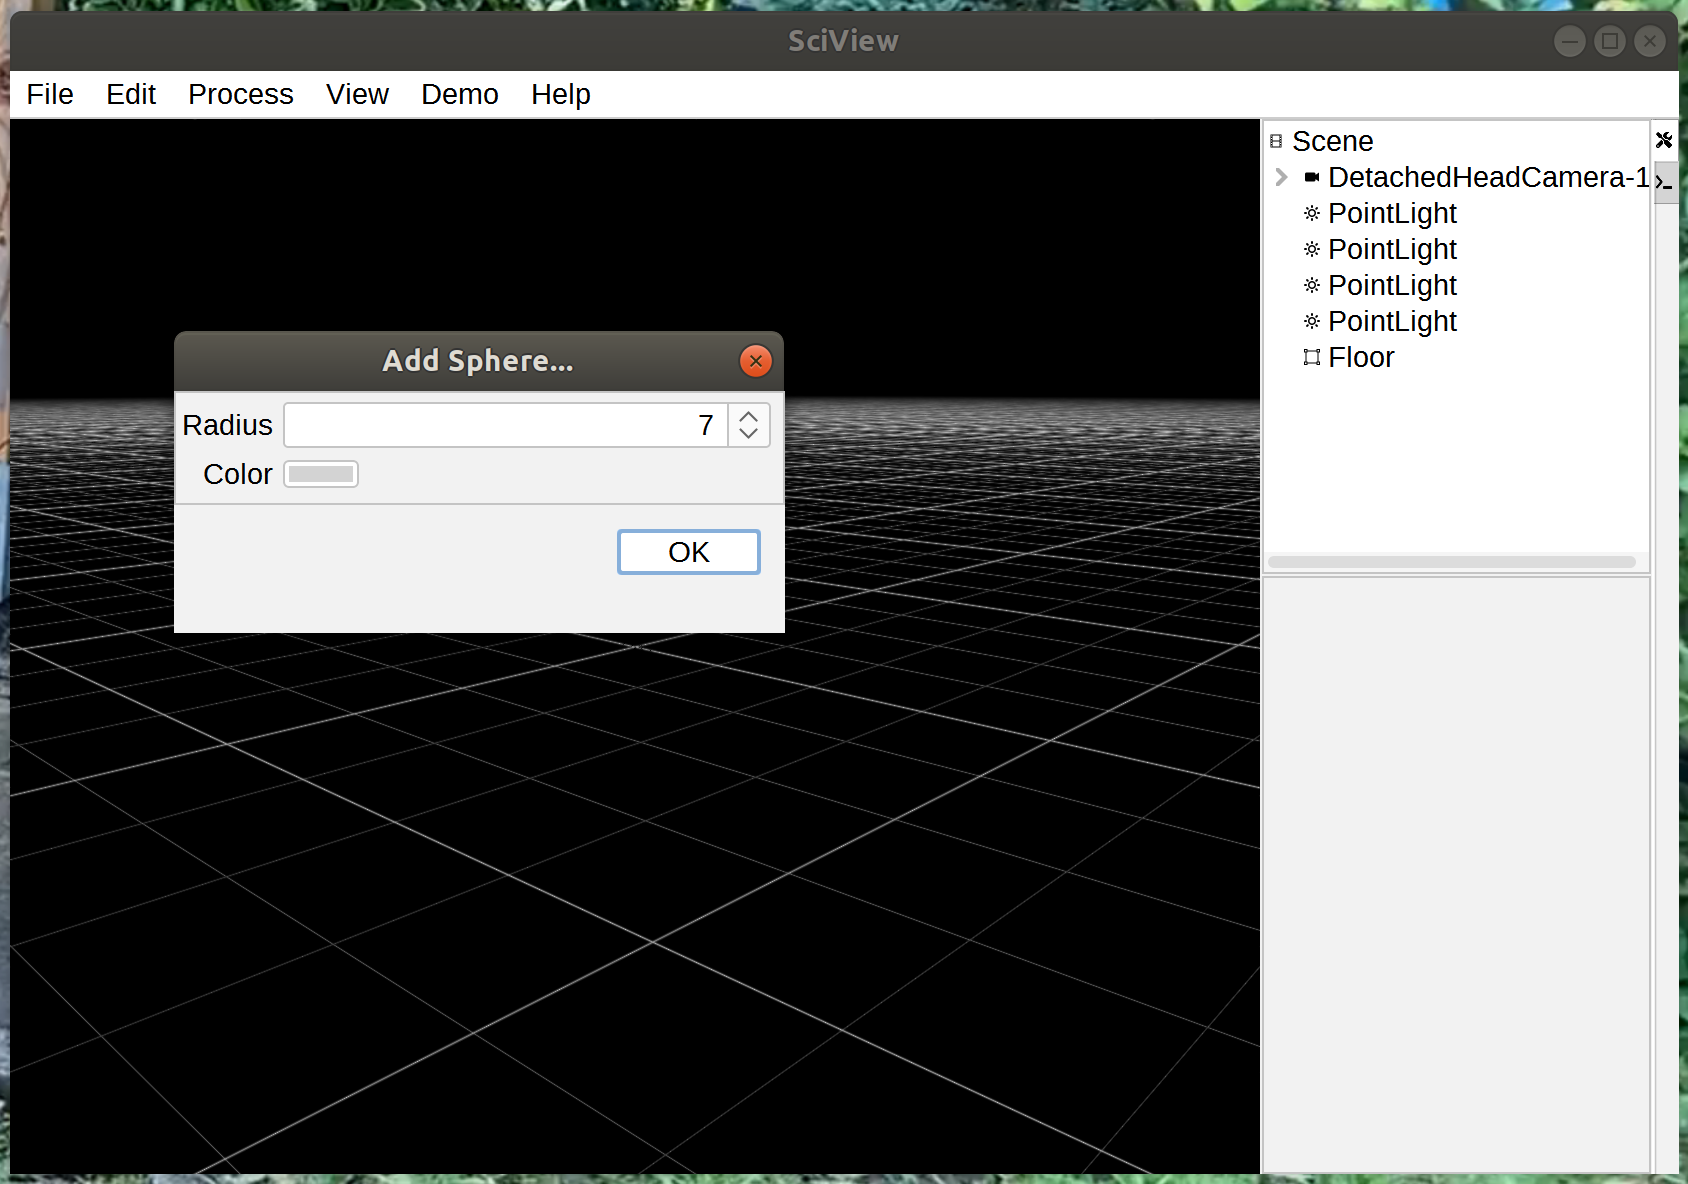 SciView
File Edit Process View Demo Help
Scene
DetachedHeadCamera-1
PointLight
PointLight
PointLight
PointLight
Floor
Add Sphere...
Radius 7
Color
OK